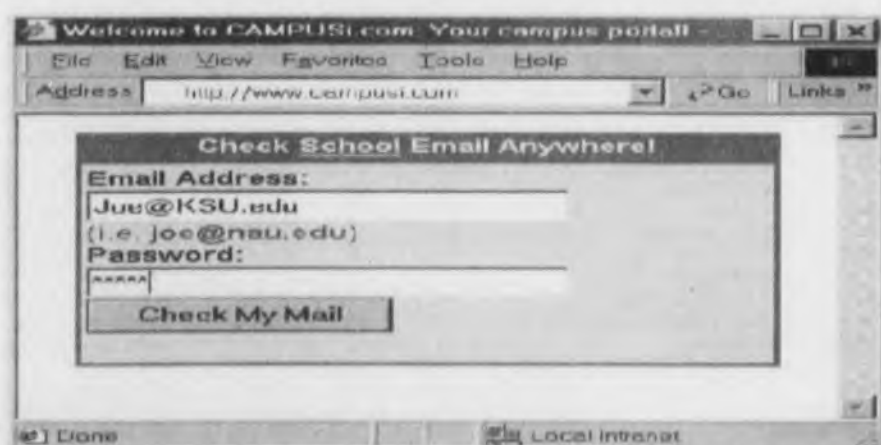 Welcome to CAMPUSi.com Your campus portal! -
File Edit View Favorites Tools Help
Address http://www.campusi.com Go Links »
Check School Email Anywhere!
Email Address:
Joe@KSU.edu
(i.e. joe@nau.edu)
Password:
*****
Check My Mail
Done Local intranet